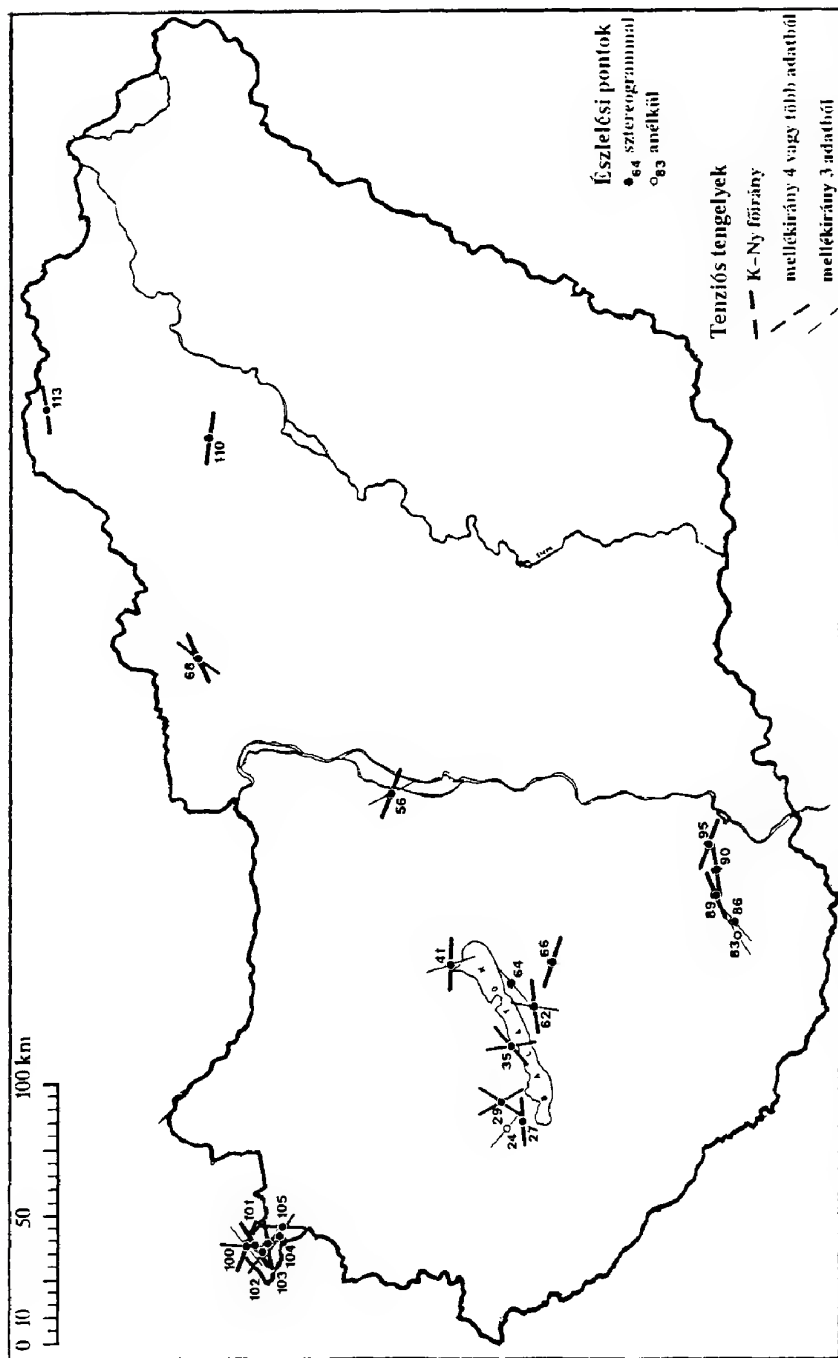 0 10 50 100 km
100
101
102
103
104
105
24
29
27
35
41
64
62
66
56
68
110
113
83
86
89
90
95
BALATON
Észlelési pontok
64 sztereogrammal
83 anélkül
Tenziós tengelyek
K–Ny főirány
mellékirány 4 vagy több adatból
mellékirány 3 adatból